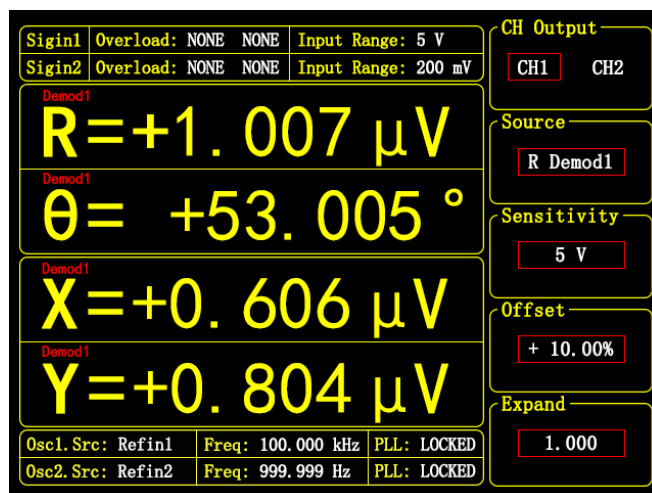 Sigin1 Overload: NONE NONE Input Range: 5 V
Sigin2 Overload: NONE NONE Input Range: 200 mV
Demod1
R=+1.007 μV
Demod1
θ= +53.005 °
Demod1
X=+0.606 μV
Demod1
Y=+0.804 μV
Osc1.Src: Refin1 Freq: 100.000 kHz PLL: LOCKED
Osc2.Src: Refin2 Freq: 999.999 Hz PLL: LOCKED
CH Output
CH1 CH2
Source
R Demod1
Sensitivity
5 V
Offset
+ 10.00%
Expand
1.000